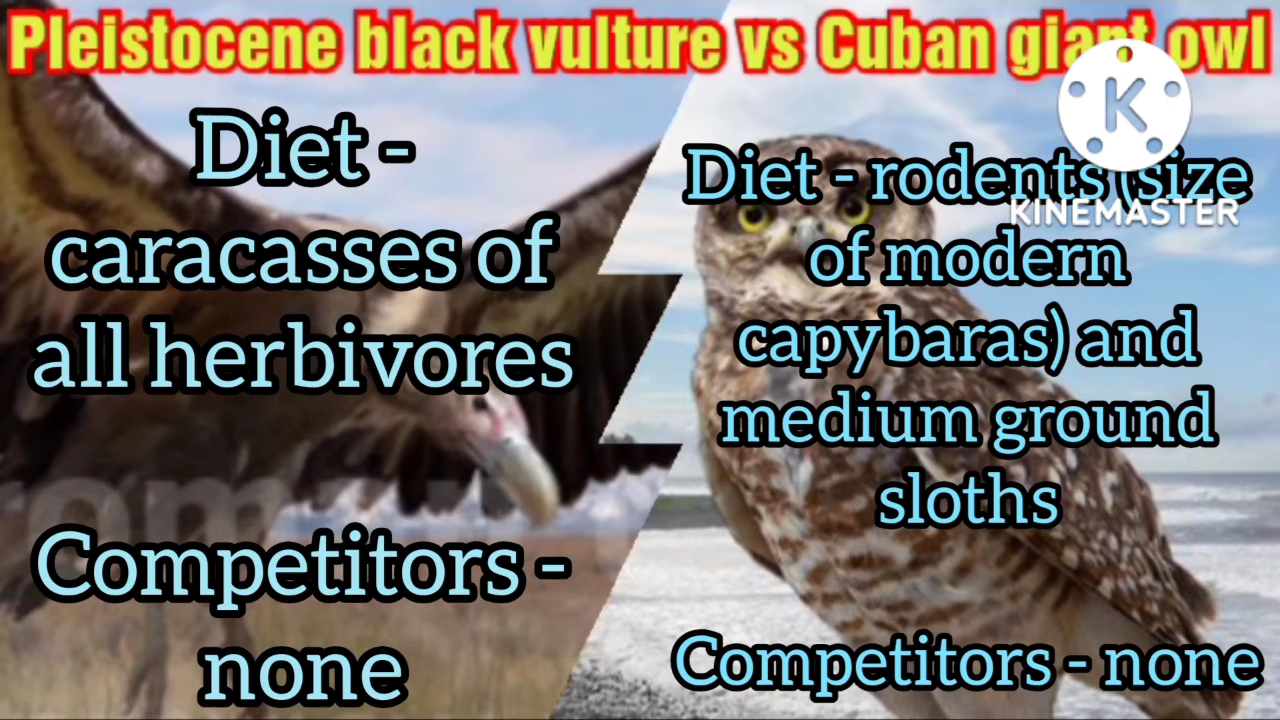 Pleistocene black vulture vs Cuban giant owl
Diet -
caracasses of
all herbivores
Competitors -
none
Diet - rodents (size
of modern
capybaras) and
medium ground
sloths
Competitors - none
K
KINEMASTER